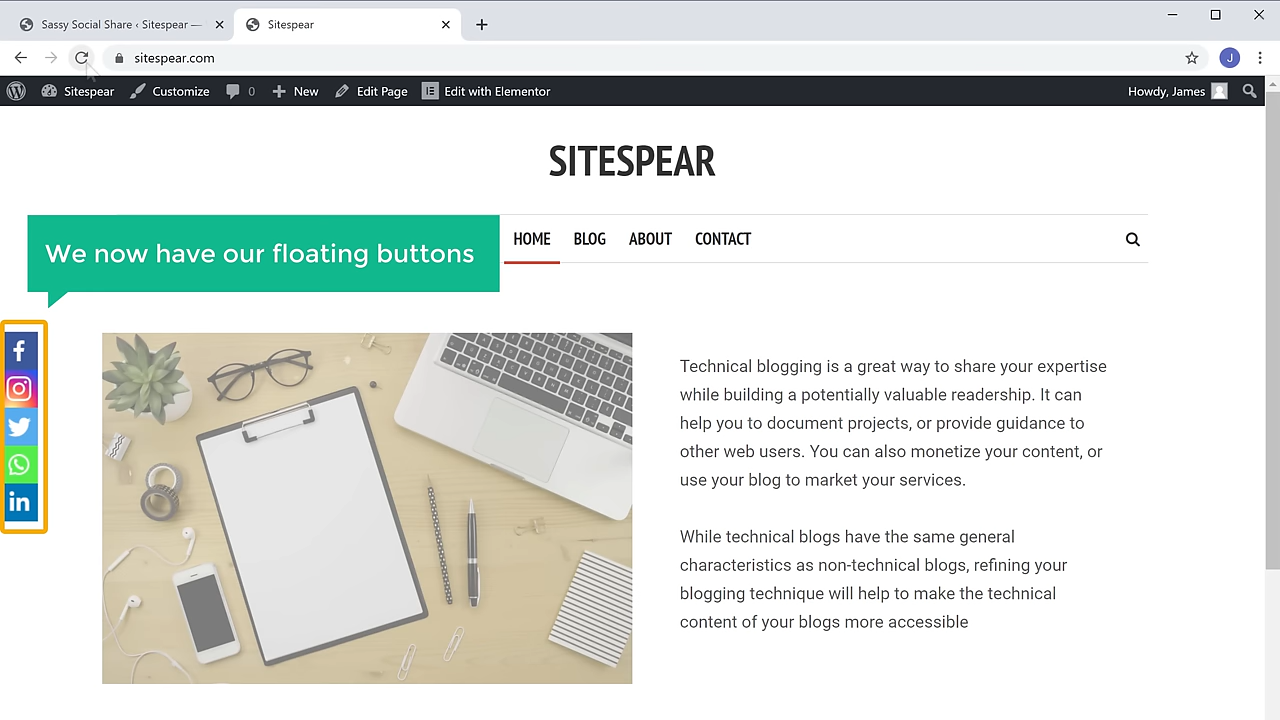 Sassy Social Share ‹ Sitespear —
Sitespear
sitespear.com
J
Sitespear
Customize
0
New
Edit Page
Edit with Elementor
Howdy, James
SITESPEAR
We now have our floating buttons
HOME
BLOG
ABOUT
CONTACT
Technical blogging is a great way to share your expertise
while building a potentially valuable readership. It can
help you to document projects, or provide guidance to
other web users. You can also monetize your content, or
use your blog to market your services.
While technical blogs have the same general
characteristics as non-technical blogs, refining your
blogging technique will help to make the technical
content of your blogs more accessible